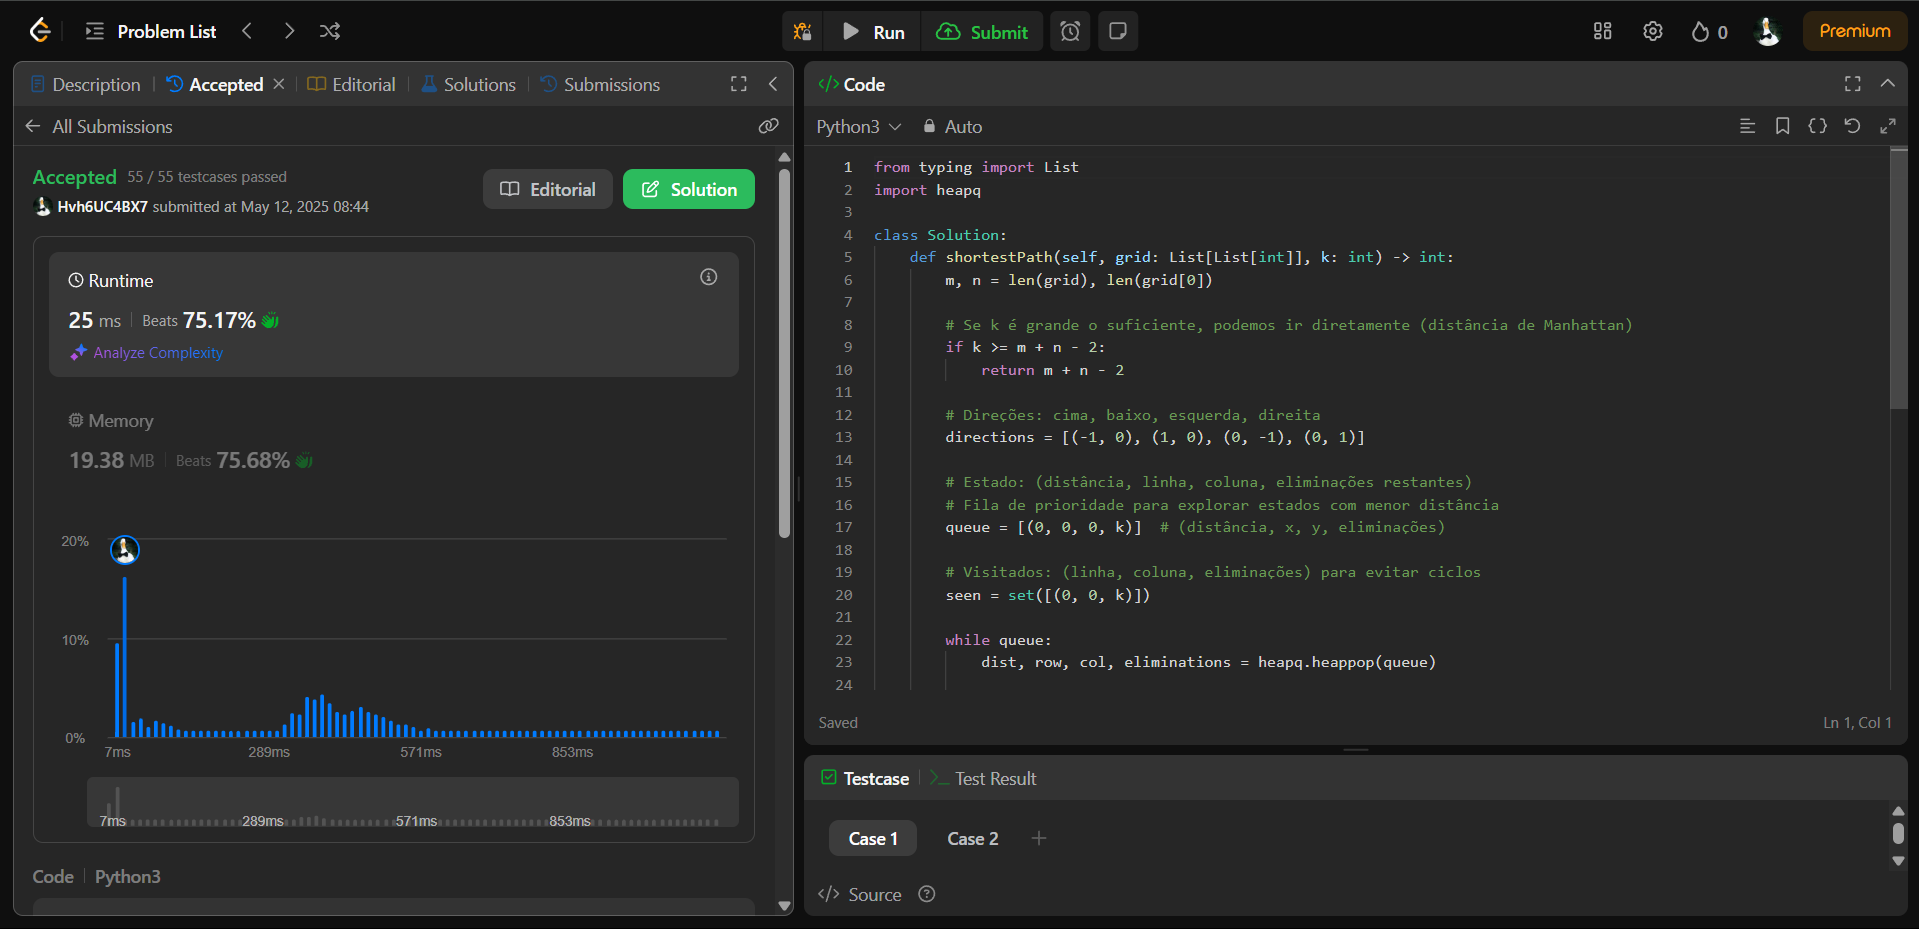 Problem List
Run
Submit
0
Premium
Description
Accepted
Editorial
Solutions
Submissions
All Submissions
Accepted 55 / 55 testcases passed
Hvh6UC4BX7 submitted at May 12, 2025 08:44
Editorial
Solution
Runtime
25 ms
Beats 75.17%
Analyze Complexity
Memory
19.38 MB
Beats 75.68%
20%
10%
0%
7ms 289ms 571ms 853ms
7ms 289ms 571ms 853ms
Code
Python3
</> Code
Python3
Auto
1 from typing import List
2 import heapq
3
4 class Solution:
5 def shortestPath(self, grid: List[List[int]], k: int) -> int:
6 m, n = len(grid), len(grid[0])
7
8 # Se k é grande o suficiente, podemos ir diretamente (distância de Manhattan)
9 if k >= m + n - 2:
10 return m + n - 2
11
12 # Direções: cima, baixo, esquerda, direita
13 directions = [(-1, 0), (1, 0), (0, -1), (0, 1)]
14
15 # Estado: (distância, linha, coluna, eliminações restantes)
16 # Fila de prioridade para explorar estados com menor distância
17 queue = [(0, 0, 0, k)] # (distância, x, y, eliminações)
18
19 # Visitados: (linha, coluna, eliminações) para evitar ciclos
20 seen = set([(0, 0, k)])
21
22 while queue:
23 dist, row, col, eliminations = heapq.heappop(queue)
24
Saved
Ln 1, Col 1
Testcase
Test Result
Case 1
Case 2
+
</> Source